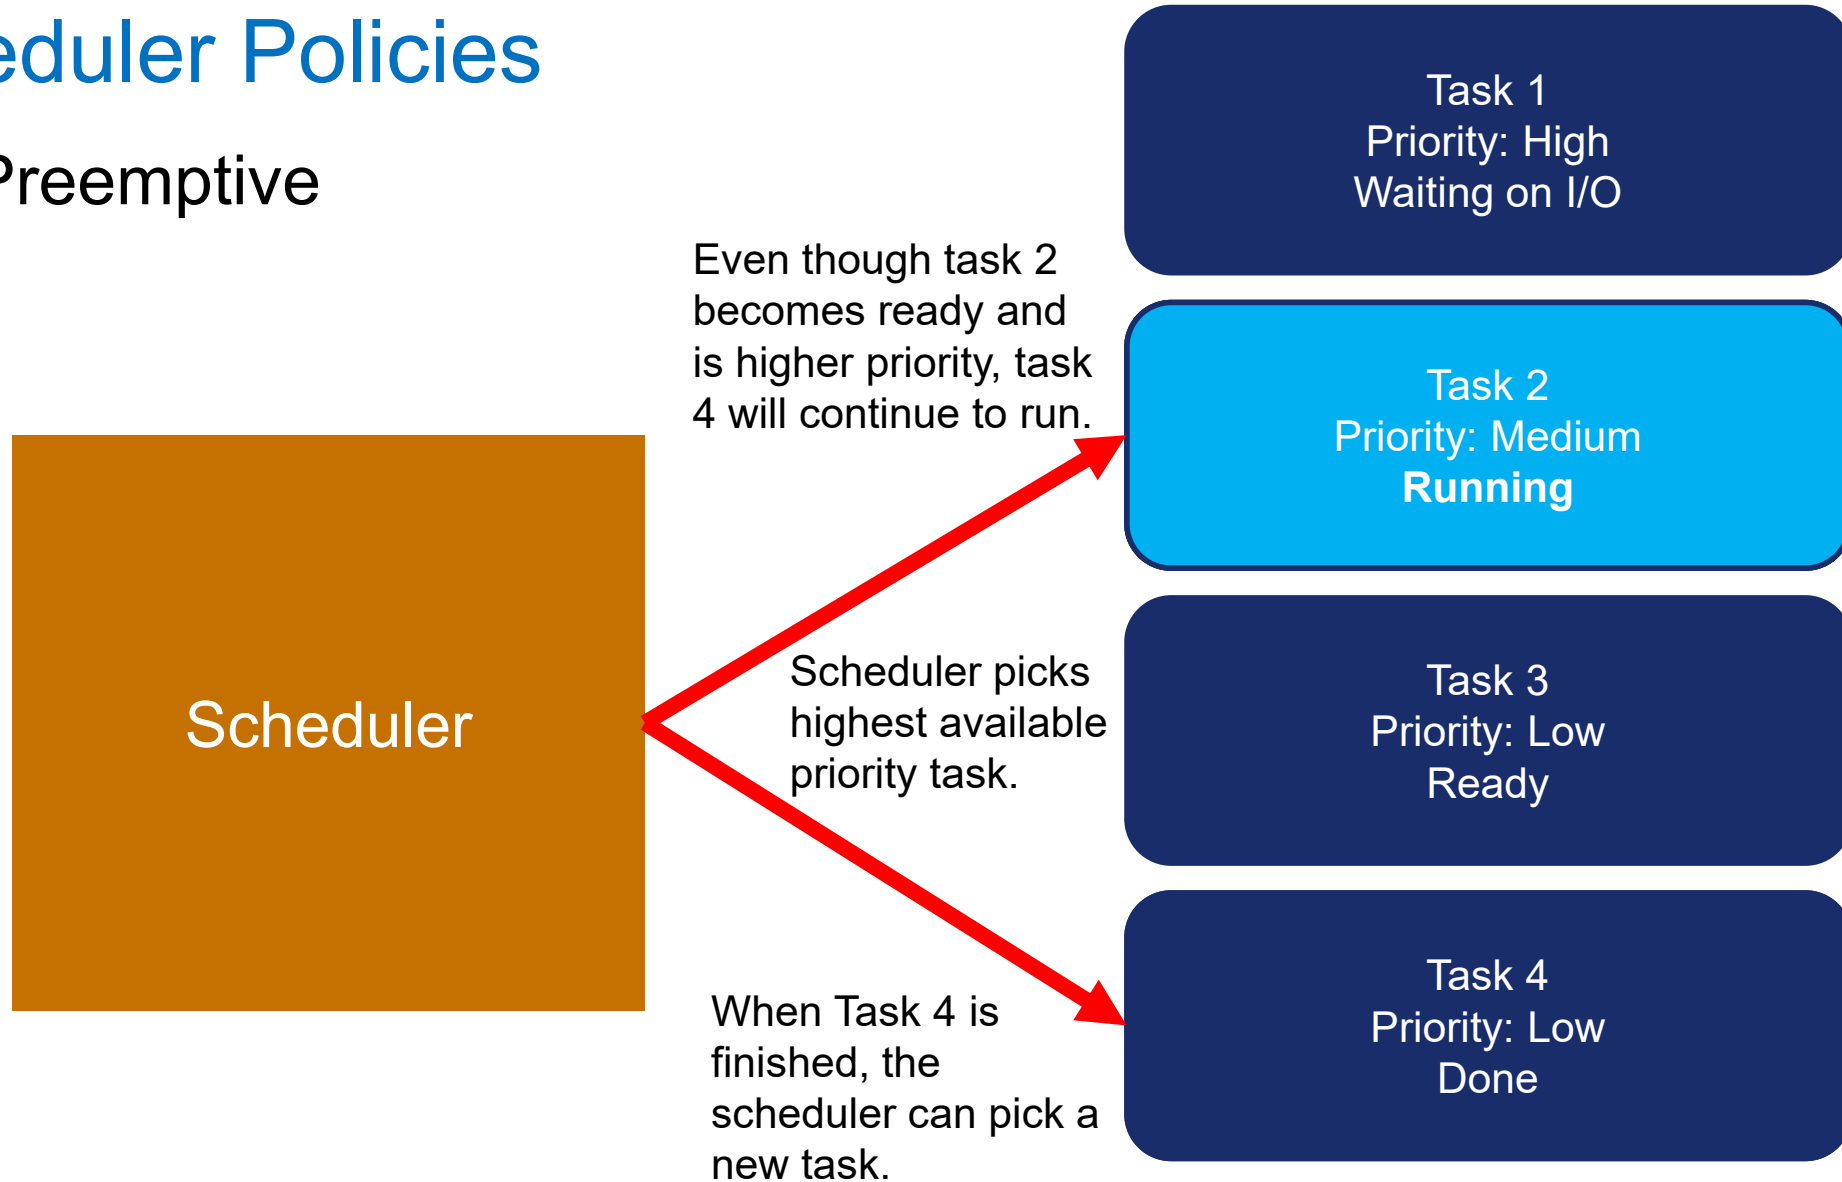 eduler Policies
Preemptive
Task 1
Priority: High
Waiting on I/O
Even though task 2
becomes ready and
is higher priority, task
4 will continue to run.
Task 2
Priority: Medium
Running
Scheduler
Scheduler picks
highest available
priority task.
Task 3
Priority: Low
Ready
When Task 4 is
finished, the
scheduler can pick a
new task.
Task 4
Priority: Low
Done